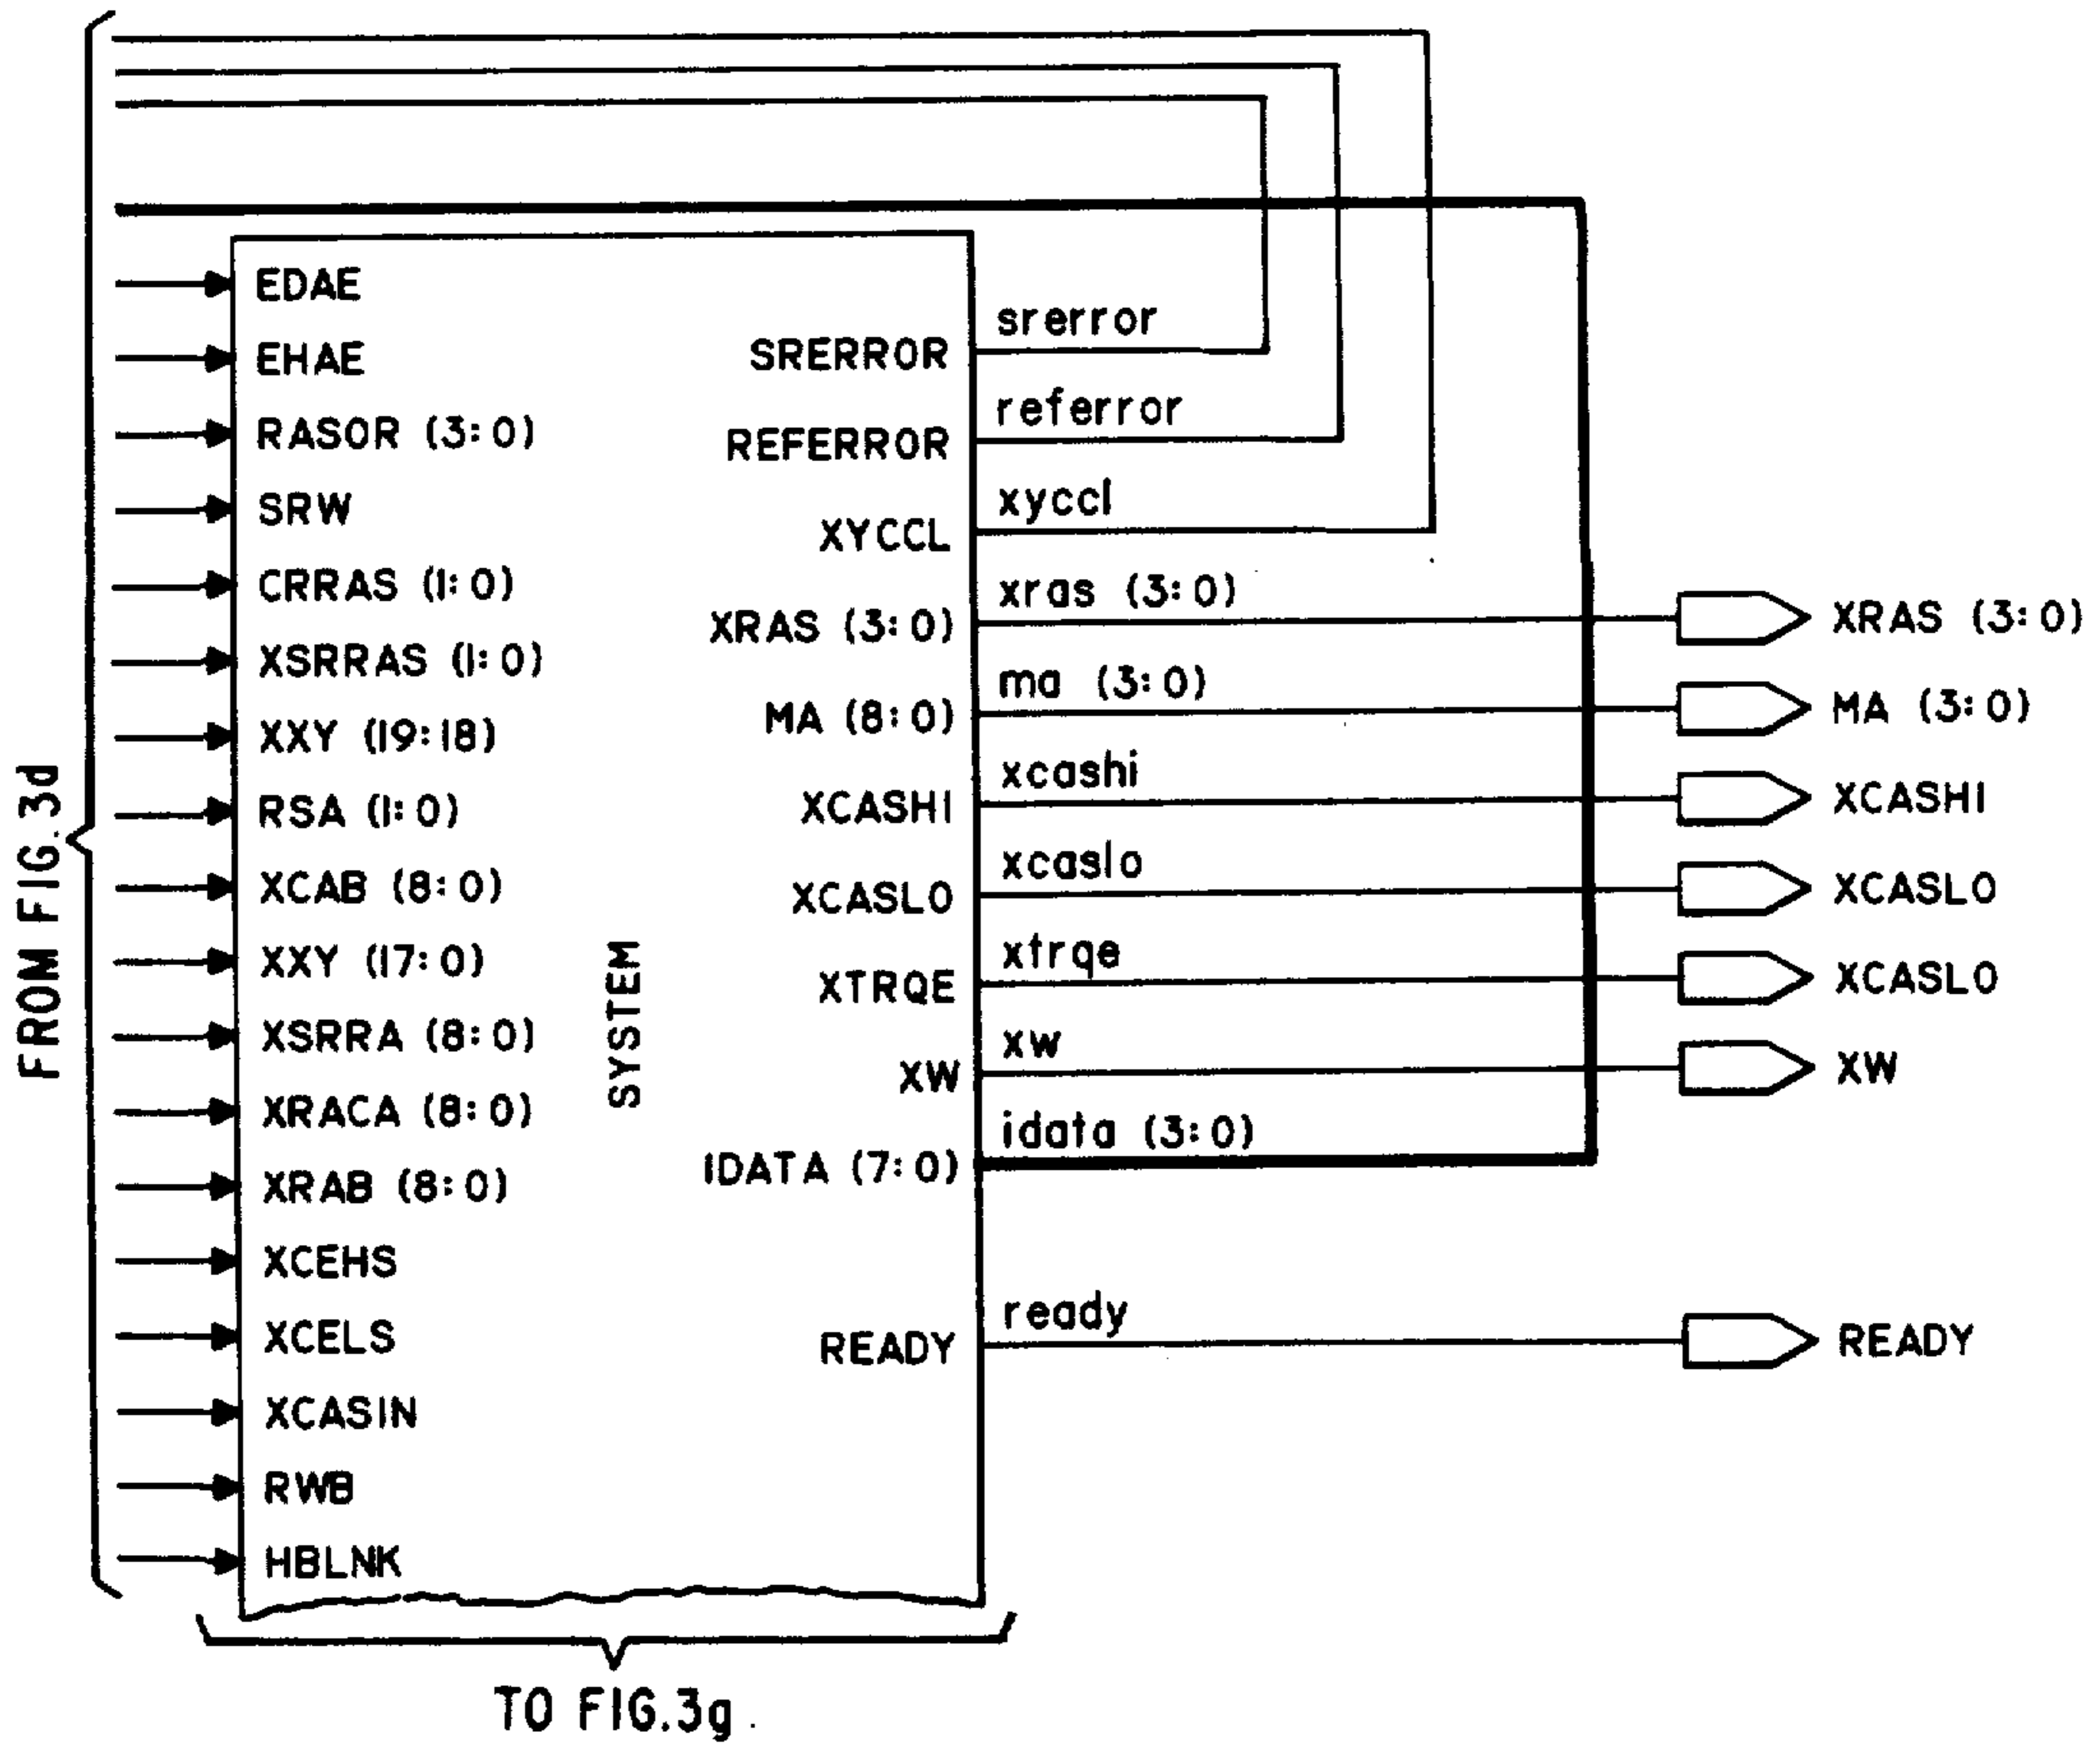 FROM FIG.3d
EDAE
EHAE
RASOR (3:0)
SRW
CRRAS (1:0)
XSRRAS (1:0)
XXY (19:18)
RSA (1:0)
XCAB (8:0)
XXY (17:0)
XSRRA (8:0)
XRACA (8:0)
XRAB (8:0)
XCEHS
XCELS
XCASIN
RWB
HBLNK
SYSTEM
SRERROR
REFERROR
XYCCL
XRAS (3:0)
MA (8:0)
XCASHI
XCASLO
XTRQE
XW
IDATA (7:0)
READY
srerror
referror
xyccl
xras (3:0)
ma (3:0)
xcashi
xcaslo
xtrqe
xw
idata (3:0)
ready
XRAS (3:0)
MA (3:0)
XCASHI
XCASLO
XCASLO
XW
READY
TO FIG.3g